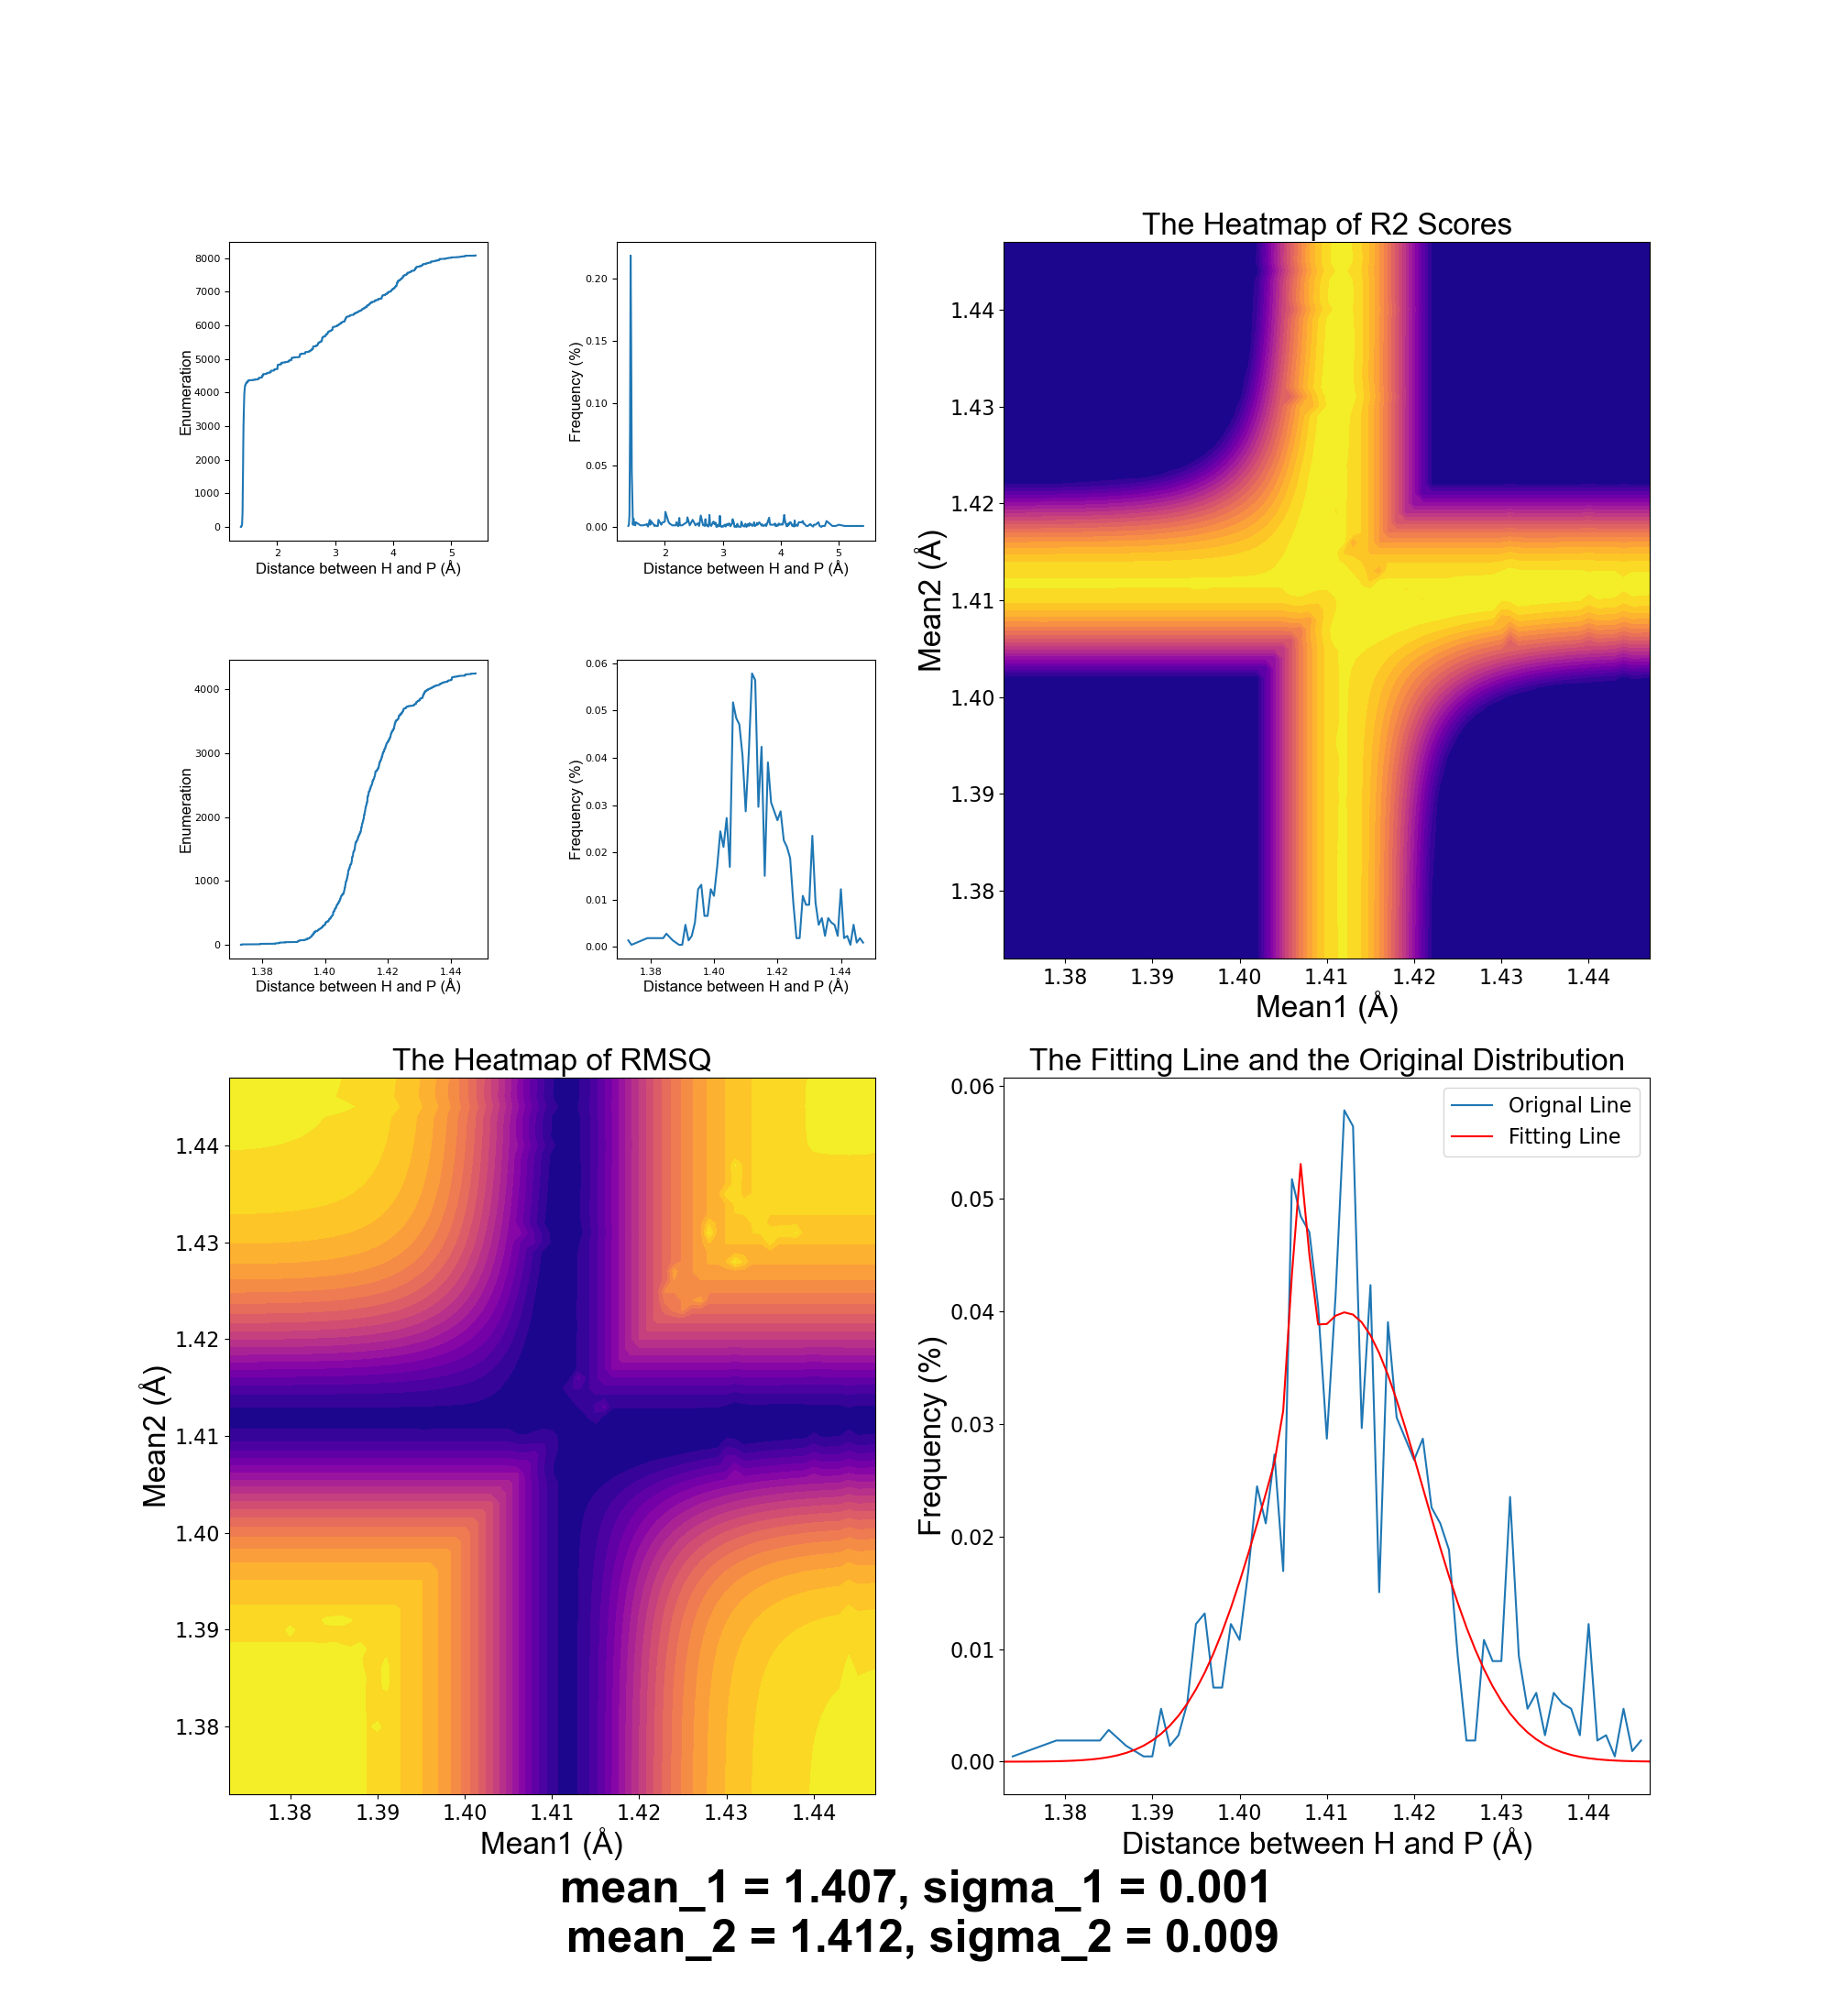 8000
7000
6000
5000
4000
3000
2000
1000
0
Enumeration
2 3 4 5
Distance between H and P (Å)
0.20
0.15
0.10
0.05
0.00
Frequency (%)
2 3 4 5
Distance between H and P (Å)
4000
3000
2000
1000
0
Enumeration
1.38 1.40 1.42 1.44
Distance between H and P (Å)
0.06
0.05
0.04
0.03
0.02
0.01
0.00
Frequency (%)
1.38 1.40 1.42 1.44
Distance between H and P (Å)
The Heatmap of R2 Scores
1.44
1.43
1.42
1.41
1.40
1.39
1.38
Mean2 (Å)
1.38 1.39 1.40 1.41 1.42 1.43 1.44
Mean1 (Å)
The Heatmap of RMSQ
1.44
1.43
1.42
1.41
1.40
1.39
1.38
Mean2 (Å)
1.38 1.39 1.40 1.41 1.42 1.43 1.44
Mean1 (Å)
The Fitting Line and the Original Distribution
Orignal Line
Fitting Line
0.06
0.05
0.04
0.03
0.02
0.01
0.00
Frequency (%)
1.38 1.39 1.40 1.41 1.42 1.43 1.44
Distance between H and P (Å)
mean_1 = 1.407, sigma_1 = 0.001
mean_2 = 1.412, sigma_2 = 0.009